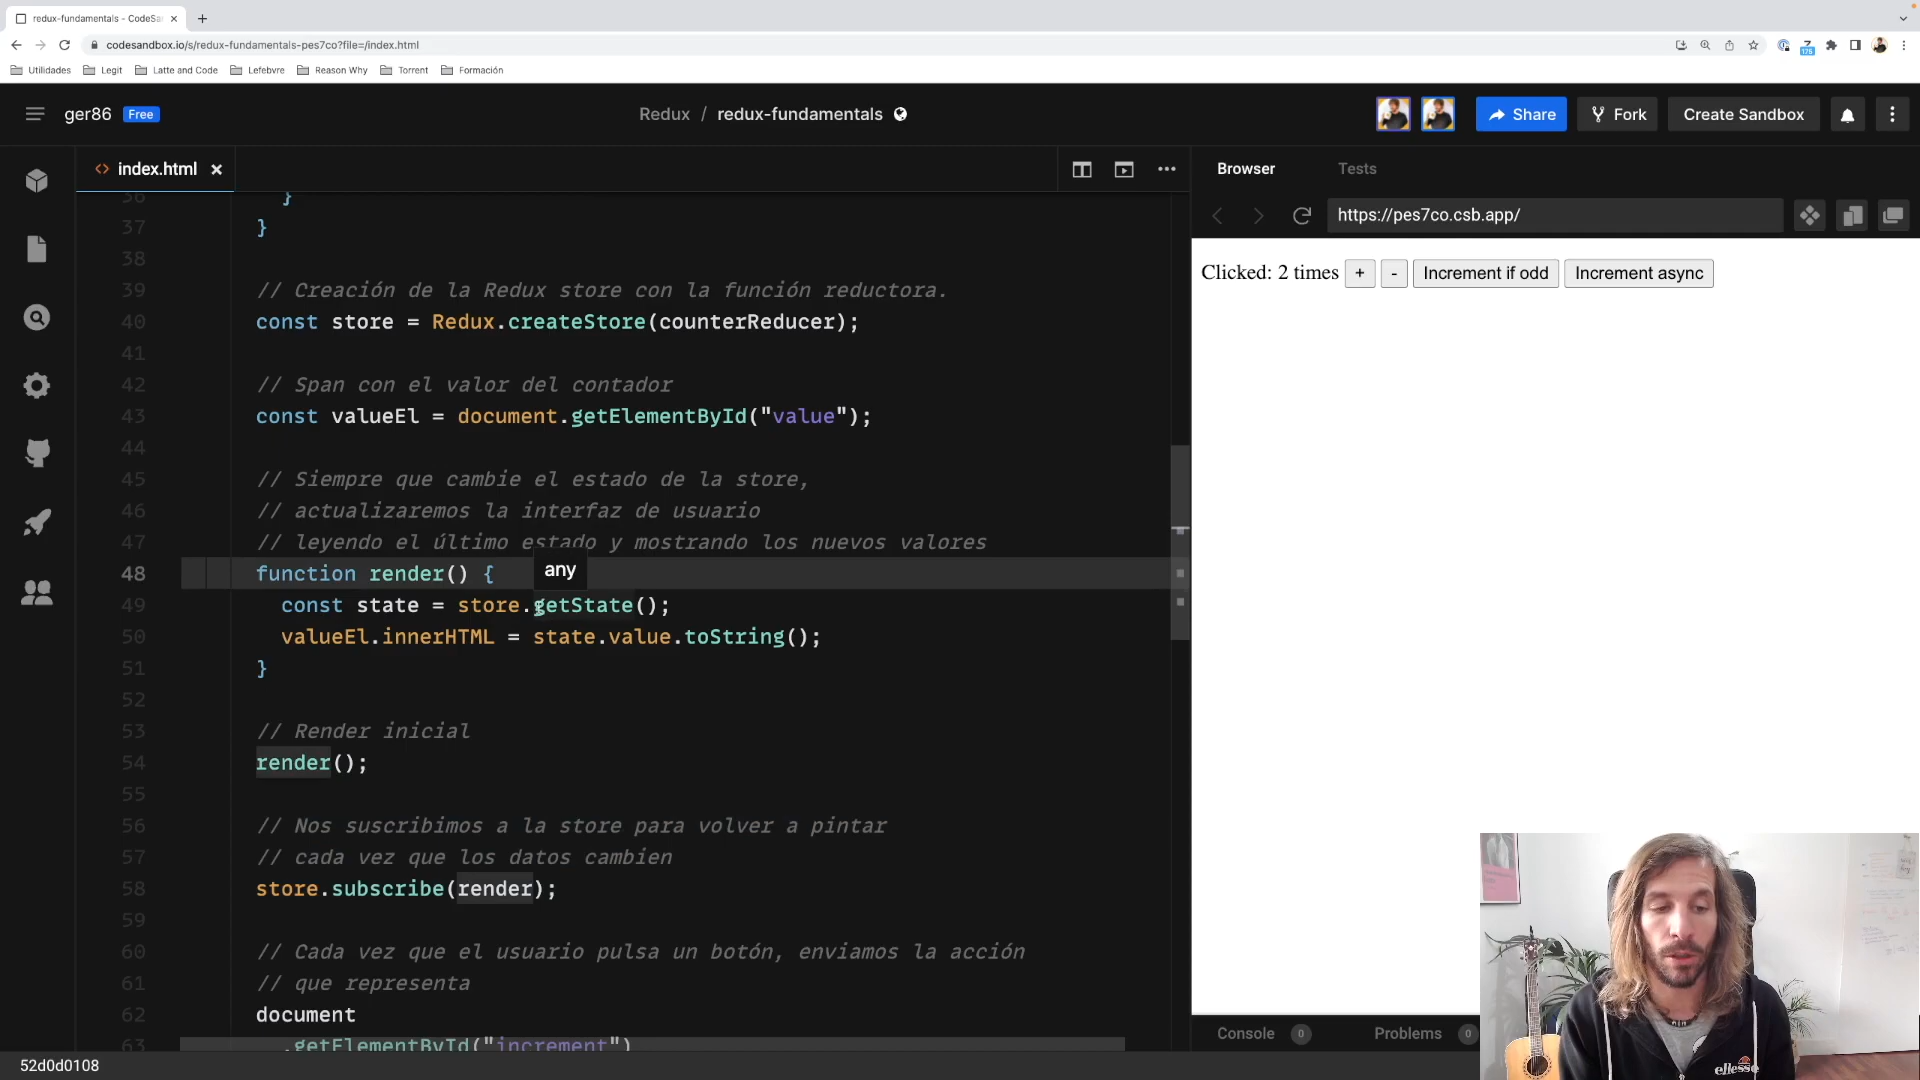 redux-fundamentals - CodeSa
codesandbox.io/s/redux-fundamentals-pes7co?file=/index.html
Utilidades Legit Latte and Code Lefebvre Reason Why Torrent Formación
ger86 Free
Redux / redux-fundamentals
Share Fork Create Sandbox
index.html
Browser Tests
https://pes7co.csb.app/
Clicked: 2 times + - Increment if odd Increment async
36 }
37 }
38
39 // Creación de la Redux store con la función reductora.
40 const store = Redux.createStore(counterReducer);
41
42 // Span con el valor del contador
43 const valueEl = document.getElementById("value");
44
45 // Siempre que cambie el estado de la store,
46 // actualizaremos la interfaz de usuario
47 // leyendo el último estado y mostrando los nuevos valores
48 function render() {
any
49 const state = store.getState();
50 valueEl.innerHTML = state.value.toString();
51 }
52
53 // Render inicial
54 render();
55
56 // Nos suscribimos a la store para volver a pintar
57 // cada vez que los datos cambien
58 store.subscribe(render);
59
60 // Cada vez que el usuario pulsa un botón, enviamos la acción
61 // que representa
62 document
63 .getElementById("increment")
Console 0 Problems 0
52d0d0108
ellesse